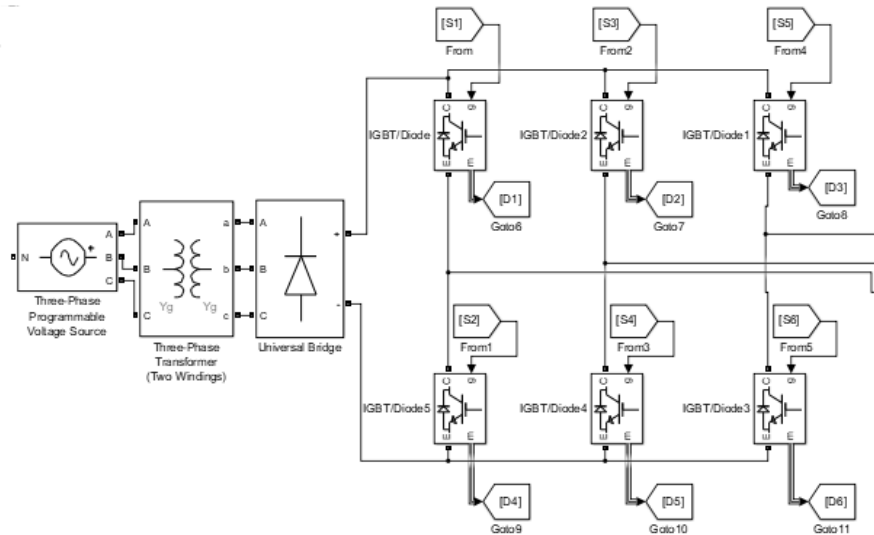 [S1]
From
[S3]
From2
[S5]
From4
C
g
IGBT/Diode
E
m
C
g
IGBT/Diode2
E
m
C
g
IGBT/Diode1
E
m
[D1]
Goto6
[D2]
Goto7
[D3]
Goto8
N
A
B
C
Three-Phase
Programmable
Voltage Source
A
B
C
a
b
c
Yg
Yg
Three-Phase
Transformer
(Two Windings)
A
B
C
+
-
Universal Bridge
[S2]
From1
[S4]
From3
[S6]
From5
C
g
IGBT/Diode5
E
m
C
g
IGBT/Diode4
E
m
C
g
IGBT/Diode3
E
m
[D4]
Goto9
[D5]
Goto10
[D6]
Goto11